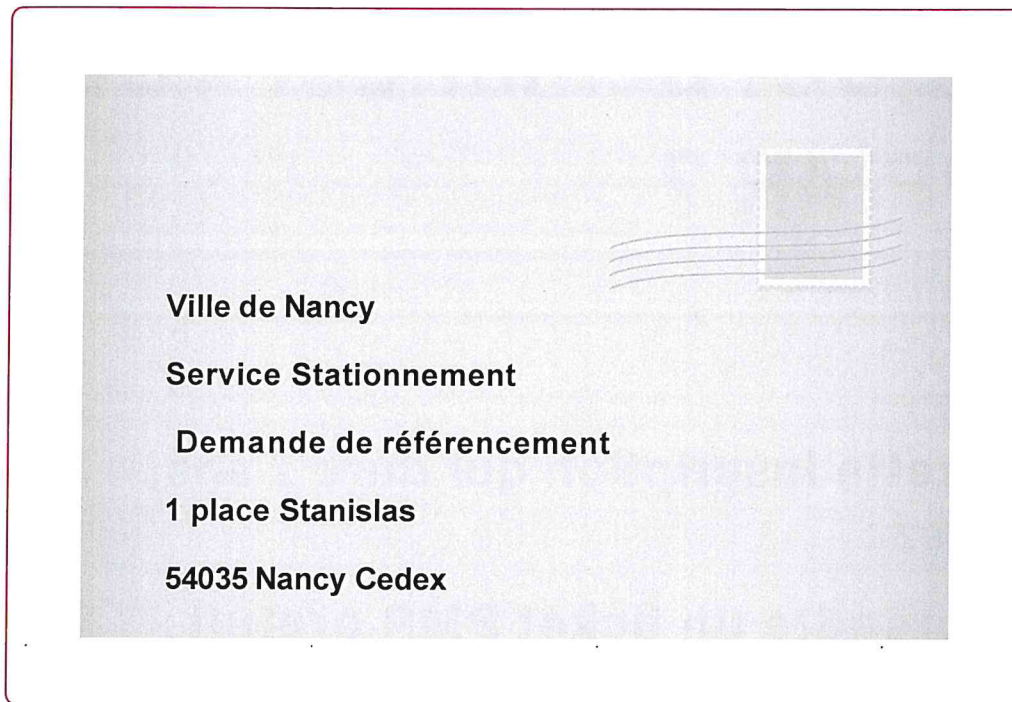 Ville de Nancy
Service Stationnement
Demande de référencement
1 place Stanislas
54035 Nancy Cedex